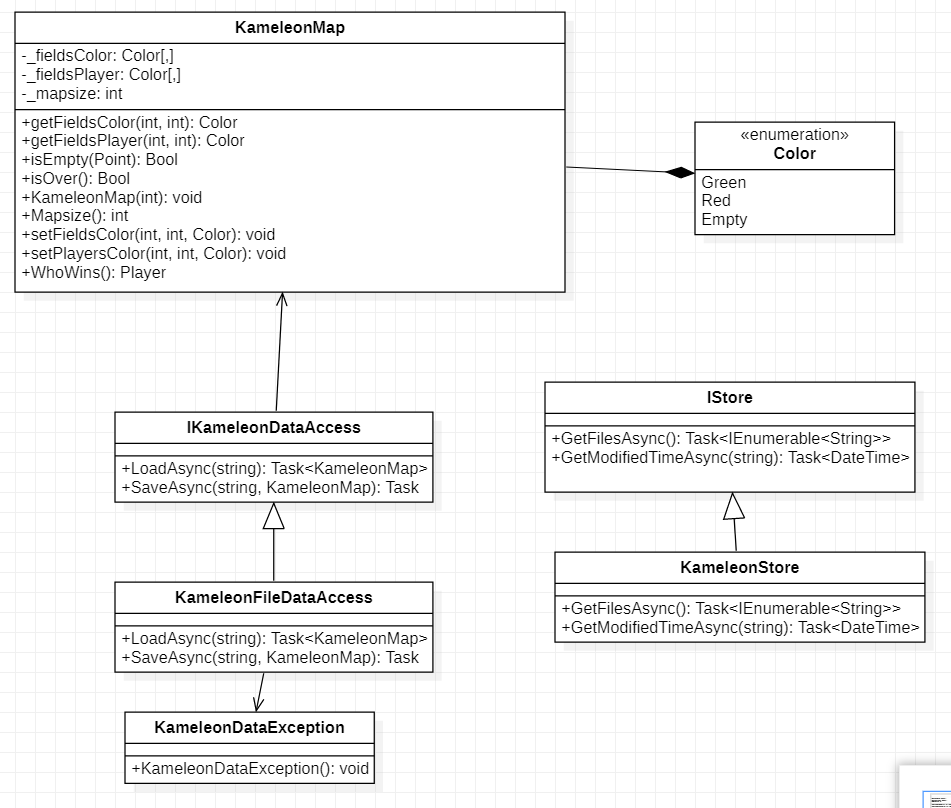 KameleonMap
-_fieldsColor: Color[,]
-_fieldsPlayer: Color[,]
-_mapsize: int
+getFieldsColor(int, int): Color
+getFieldsPlayer(int, int): Color
+isEmpty(Point): Bool
+isOver(): Bool
+KameleonMap(int): void
+Mapsize(): int
+setFieldsColor(int, int, Color): void
+setPlayersColor(int, int, Color): void
+WhoWins(): Player
«enumeration»
Color
Green
Red
Empty
IKameleonDataAccess
+LoadAsync(string): Task<KameleonMap>
+SaveAsync(string, KameleonMap): Task
IStore
+GetFilesAsync(): Task<IEnumerable<String>>
+GetModifiedTimeAsync(string): Task<DateTime>
KameleonFileDataAccess
+LoadAsync(string): Task<KameleonMap>
+SaveAsync(string, KameleonMap): Task
KameleonStore
+GetFilesAsync(): Task<IEnumerable<String>>
+GetModifiedTimeAsync(string): Task<DateTime>
KameleonDataException
+KameleonDataException(): void